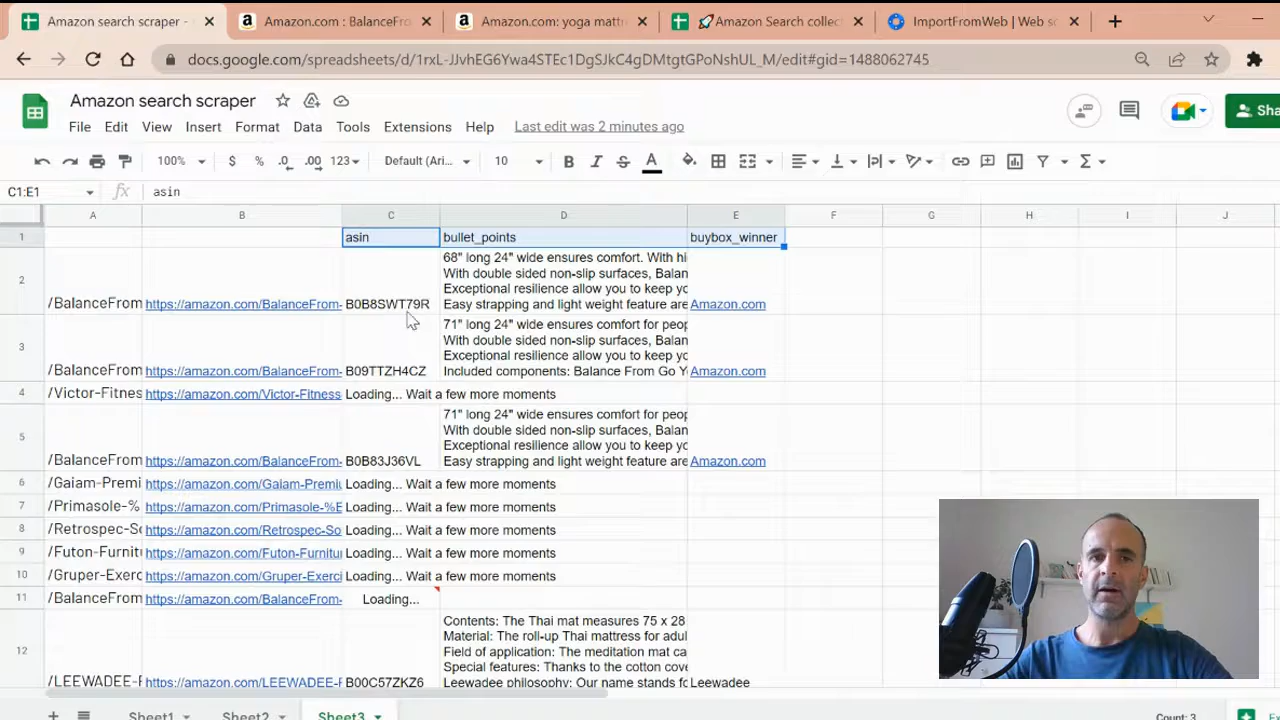 Amazon search scraper -
Amazon.com : BalanceFro
Amazon.com: yoga mattr
🚀Amazon Search collec
ImportFromWeb | Web sc
docs.google.com/spreadsheets/d/1rxL-JJvhEG6Ywa4STEc1DgSJkC4gDMtgtGPoNshUL_M/edit#gid=1488062745
Amazon search scraper
Sha
File Edit View Insert Format Data Tools Extensions Help Last edit was 2 minutes ago
100% $ % .0 .00 123 Default (Ari... 10 B I S A
C1:E1 fx asin
A B C D E F G H I J
1 asin bullet_points buybox_winner
68" long 24" wide ensures comfort. With hi
With double sided non-slip surfaces, Balan
Exceptional resilience allow you to keep yo
2 /BalanceFrom https://amazon.com/BalanceFrom- B0B8SWT79R Easy strapping and light weight feature are Amazon.com
71" long 24" wide ensures comfort for peop
With double sided non-slip surfaces, Balan
Exceptional resilience allow you to keep yo
3 /BalanceFrom https://amazon.com/BalanceFrom- B09TTZH4CZ Included components: Balance From Go Y Amazon.com
4 /Victor-Fitnes https://amazon.com/Victor-Fitness Loading... Wait a few more moments
71" long 24" wide ensures comfort for peop
With double sided non-slip surfaces, Balan
Exceptional resilience allow you to keep yo
5 /BalanceFrom https://amazon.com/BalanceFrom- B0B83J36VL Easy strapping and light weight feature are Amazon.com
6 /Gaiam-Premi https://amazon.com/Gaiam-Premiu Loading... Wait a few more moments
7 /Primasole-% https://amazon.com/Primasole-%E Loading... Wait a few more moments
8 /Retrospec-So https://amazon.com/Retrospec-So Loading... Wait a few more moments
9 /Futon-Furnit https://amazon.com/Futon-Furnitur Loading... Wait a few more moments
10 /Gruper-Exerc https://amazon.com/Gruper-Exerci Loading... Wait a few more moments
11 /BalanceFrom https://amazon.com/BalanceFrom- Loading...
Contents: The Thai mat measures 75 x 28
Material: The roll-up Thai mattress for adul
12 Field of application: The meditation mat ca
Special features: Thanks to the cotton cove
/LEEWADEE-F https://amazon.com/LEEWADEE-F B00C57ZKZ6 Leewadee philosophy: Our name stands fo Leewadee
Sheet1 Sheet2 Sheet3 Count: 3